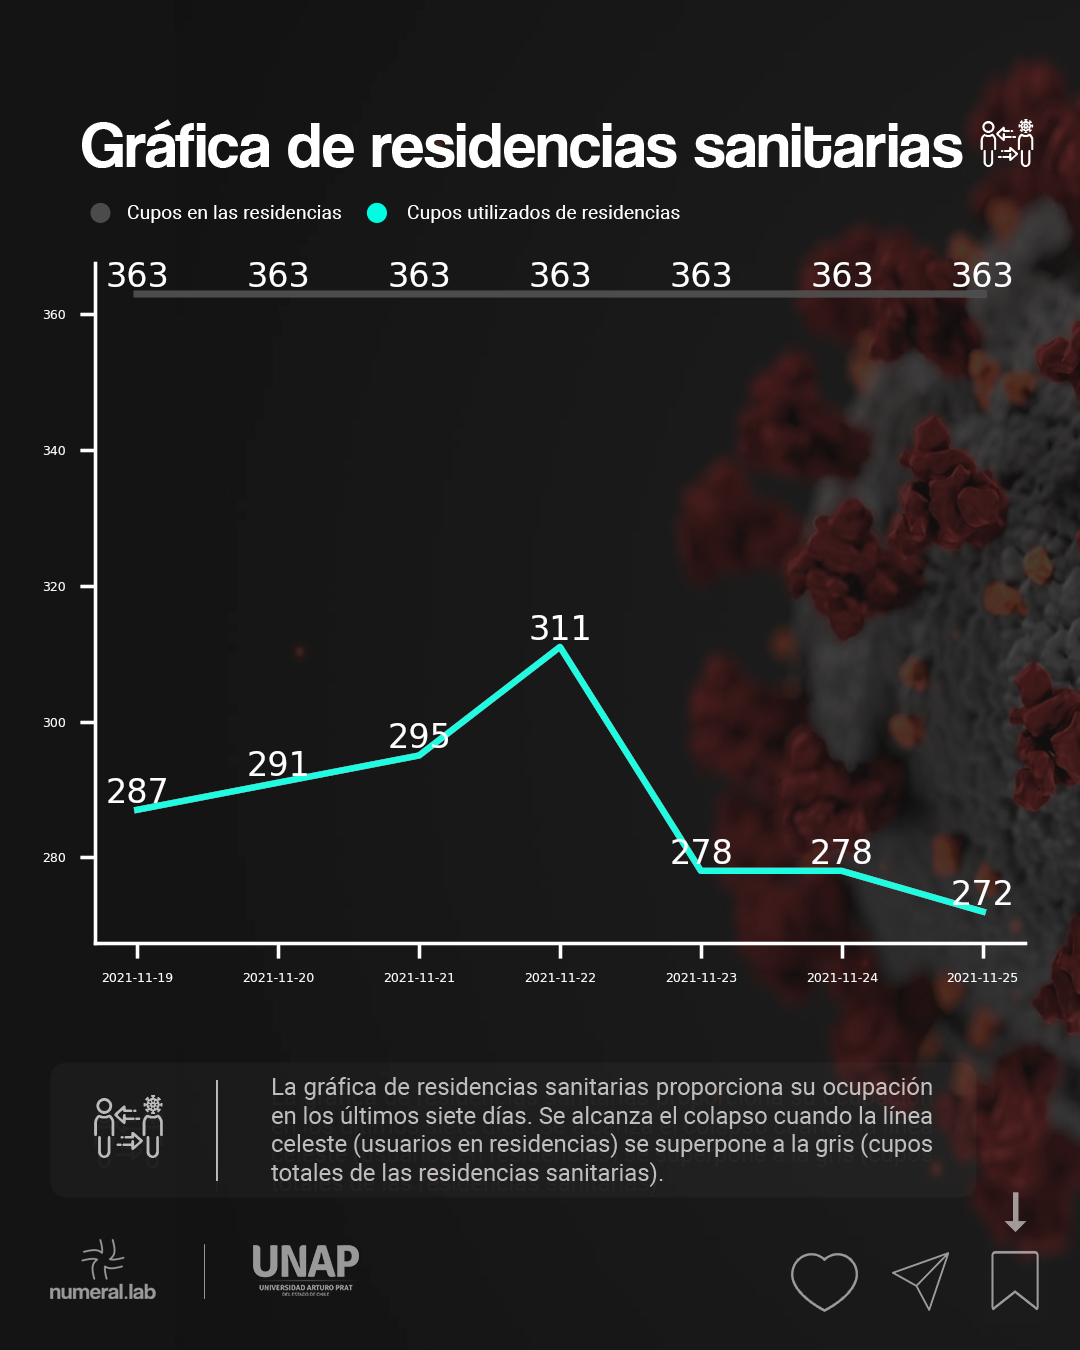 Gráfica de residencias sanitarias
Cupos en las residencias Cupos utilizados de residencias
363 363 363 363 363 363 363
360
340
320
300
280
287 291 295 311 278 278 272
2021-11-19 2021-11-20 2021-11-21 2021-11-22 2021-11-23 2021-11-24 2021-11-25
La gráfica de residencias sanitarias proporciona su ocupación
en los últimos siete días. Se alcanza el colapso cuando la línea
celeste (usuarios en residencias) se superpone a la gris (cupos
totales de las residencias sanitarias).
numeral.lab
UNAP
UNIVERSIDAD ARTURO PRAT
DEL ESTADO DE CHILE